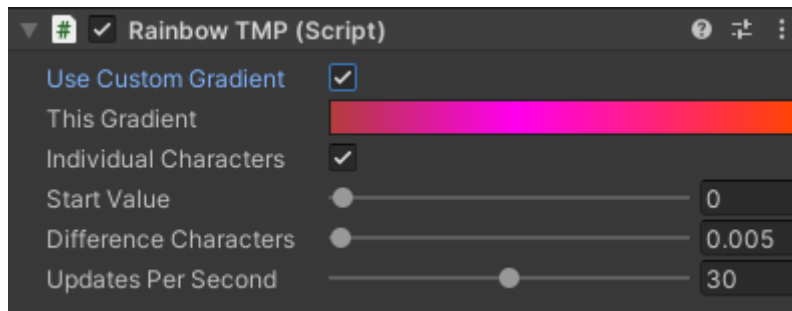 # Rainbow TMP (Script)
Use Custom Gradient
This Gradient
Individual Characters
Start Value 0
Difference Characters 0.005
Updates Per Second 30